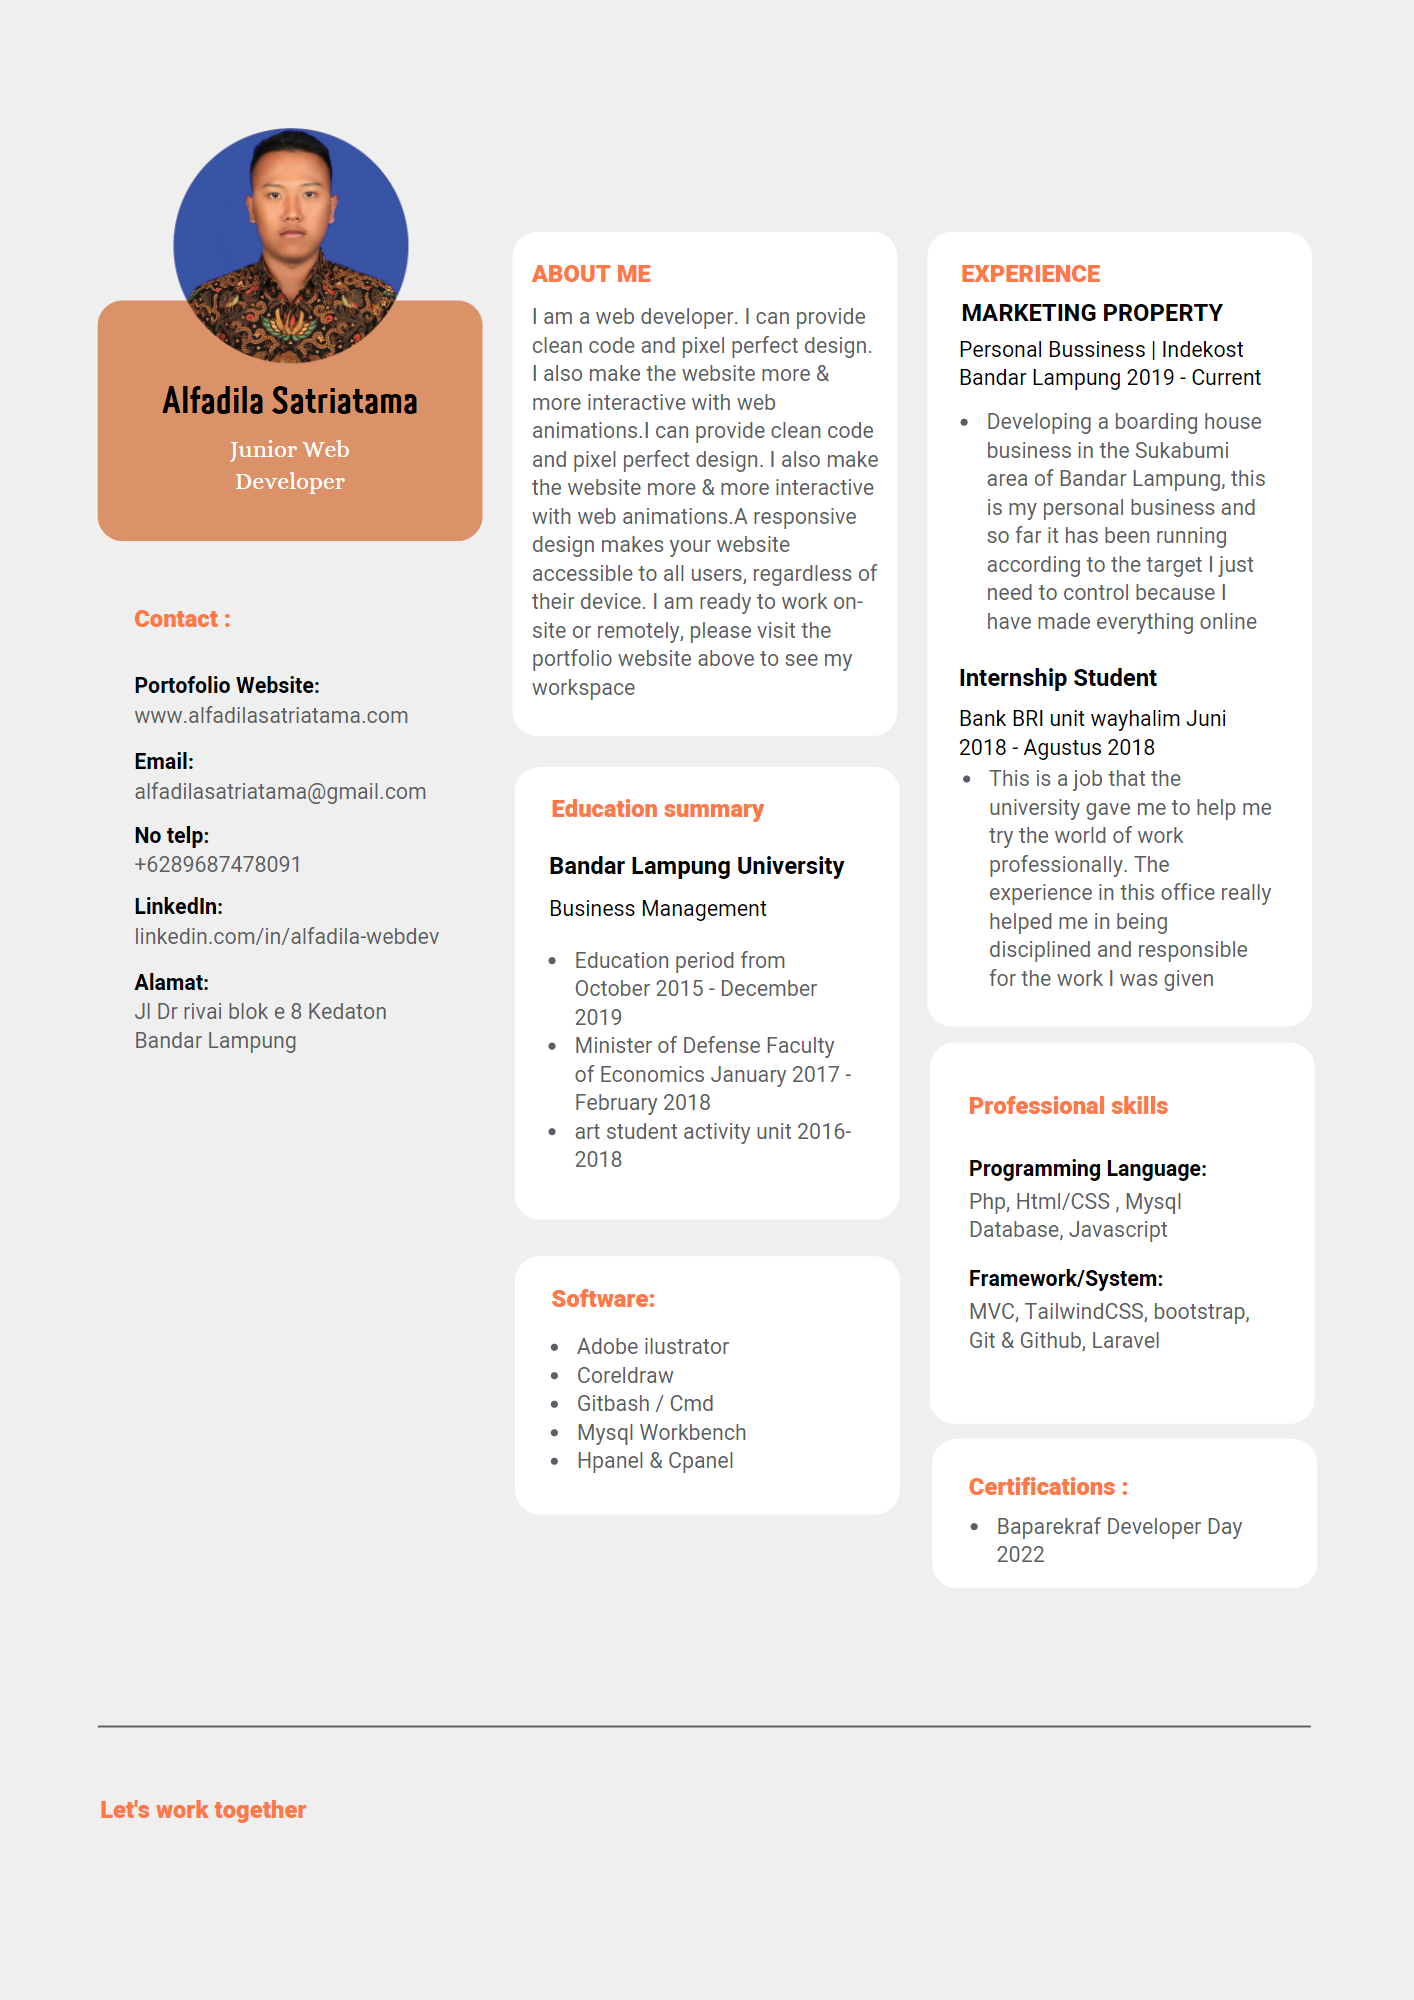 Alfadila Satriatama
Junior Web
Developer
Contact :
Portofolio Website:
www.alfadilasatriatama.com
Email:
alfadilasatriatama@gmail.com
No telp:
+6289687478091
LinkedIn:
linkedin.com/in/alfadila-webdev
Alamat:
Jl Dr rivai blok e 8 Kedaton
Bandar Lampung
ABOUT ME
I am a web developer. I can provide
clean code and pixel perfect design.
I also make the website more &
more interactive with web
animations.I can provide clean code
and pixel perfect design. I also make
the website more & more interactive
with web animations.A responsive
design makes your website
accessible to all users, regardless of
their device. I am ready to work on-
site or remotely, please visit the
portfolio website above to see my
workspace
Education summary
Bandar Lampung University
Business Management
• Education period from
October 2015 - December
2019
• Minister of Defense Faculty
of Economics January 2017 -
February 2018
• art student activity unit 2016-
2018
Software:
• Adobe ilustrator
• Coreldraw
• Gitbash / Cmd
• Mysql Workbench
• Hpanel & Cpanel
EXPERIENCE
MARKETING PROPERTY
Personal Bussiness | Indekost
Bandar Lampung 2019 - Current
• Developing a boarding house
business in the Sukabumi
area of Bandar Lampung, this
is my personal business and
so far it has been running
according to the target I just
need to control because I
have made everything online
Internship Student
Bank BRI unit wayhalim Juni
2018 - Agustus 2018
• This is a job that the
university gave me to help me
try the world of work
professionally. The
experience in this office really
helped me in being
disciplined and responsible
for the work I was given
Professional skills
Programming Language:
Php, Html/CSS , Mysql
Database, Javascript
Framework/System:
MVC, TailwindCSS, bootstrap,
Git & Github, Laravel
Certifications :
• Baparekraf Developer Day
2022
Let's work together